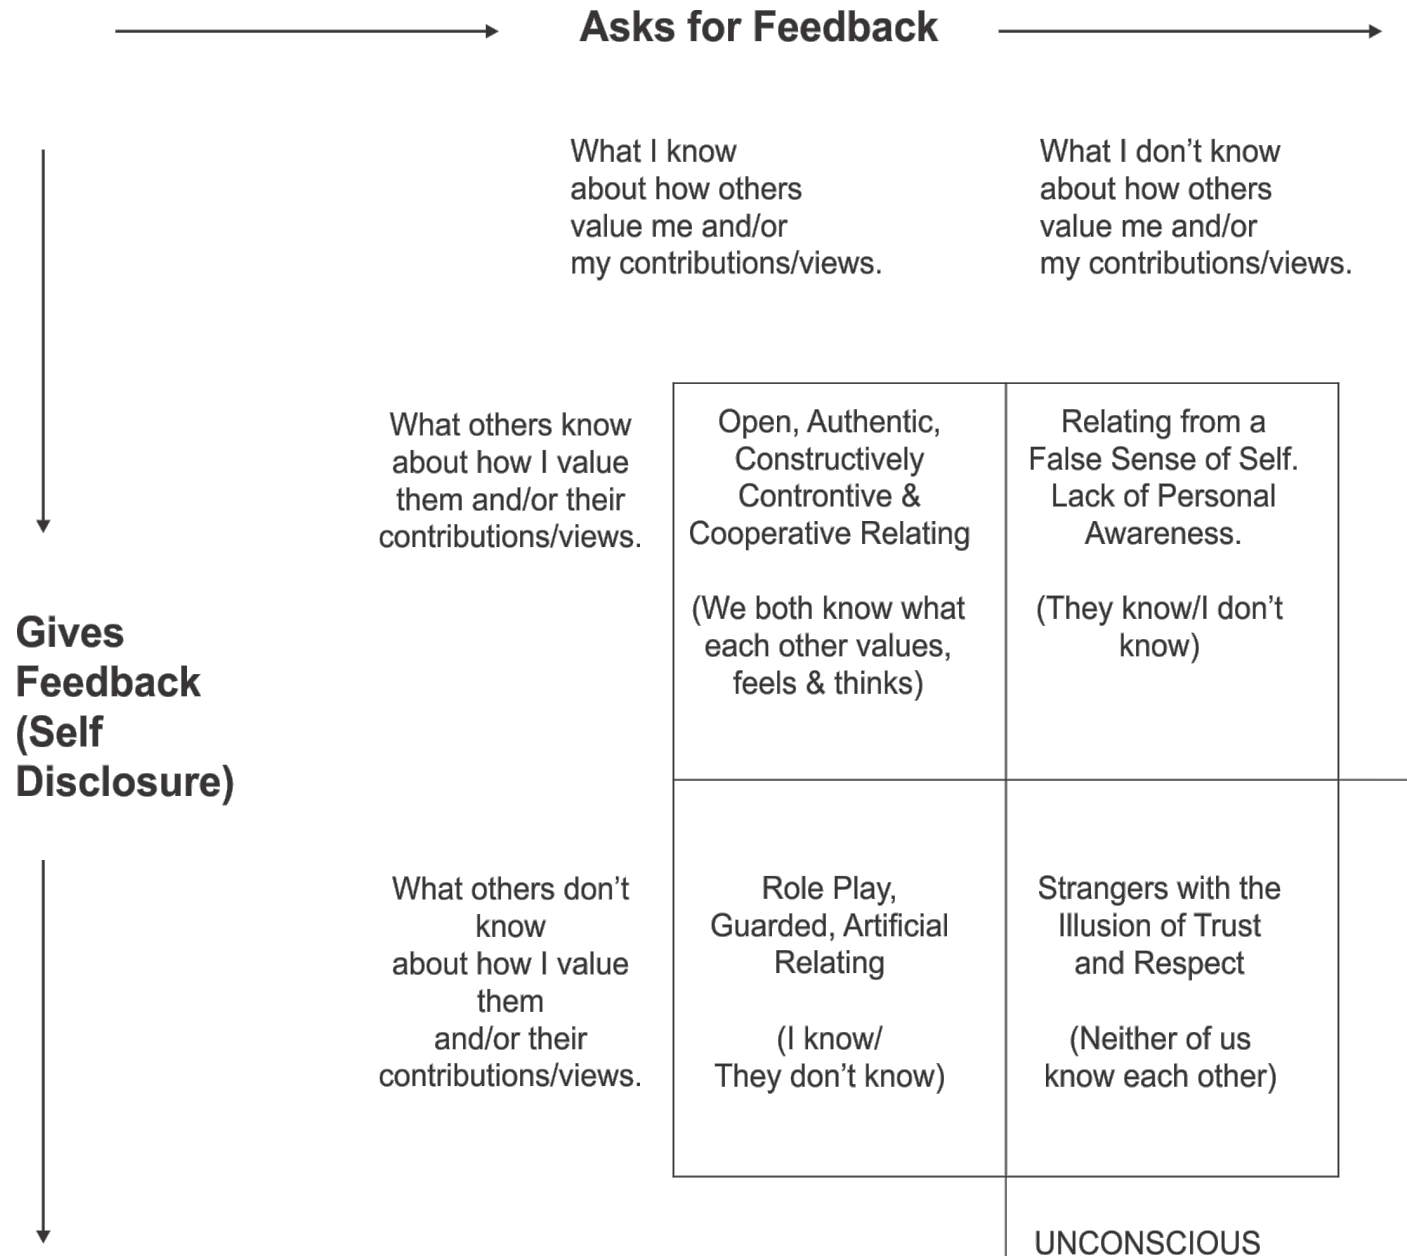 Asks for Feedback
What I know
about how others
value me and/or
my contributions/views.
What I don’t know
about how others
value me and/or
my contributions/views.
Gives
Feedback
(Self
Disclosure)
What others know
about how I value
them and/or their
contributions/views.
Open, Authentic,
Constructively
Controntive &
Cooperative Relating
(We both know what
each other values,
feels & thinks)
Relating from a
False Sense of Self.
Lack of Personal
Awareness.
(They know/I don’t
know)
What others don’t
know
about how I value
them
and/or their
contributions/views.
Role Play,
Guarded, Artificial
Relating
(I know/
They don’t know)
Strangers with the
Illusion of Trust
and Respect
(Neither of us
know each other)
UNCONSCIOUS